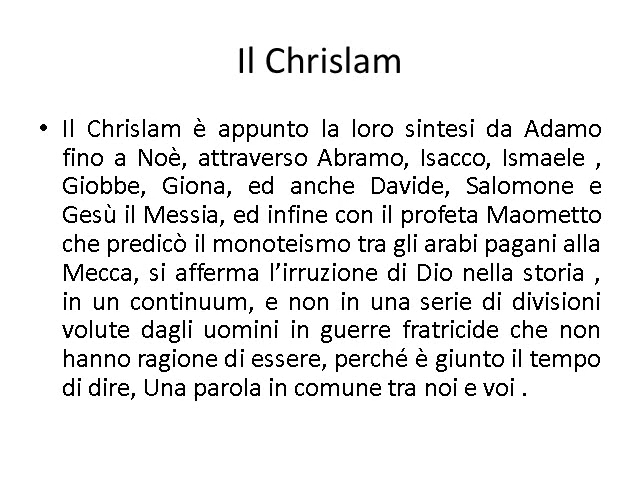 Il Chrislam
• Il Chrislam è appunto la loro sintesi da Adamo
fino a Noè, attraverso Abramo, Isacco, Ismaele ,
Giobbe, Giona, ed anche Davide, Salomone e
Gesù il Messia, ed infine con il profeta Maometto
che predicò il monoteismo tra gli arabi pagani alla
Mecca, si afferma l’irruzione di Dio nella storia ,
in un continuum, e non in una serie di divisioni
volute dagli uomini in guerre fratricide che non
hanno ragione di essere, perché è giunto il tempo
di dire, Una parola in comune tra noi e voi .